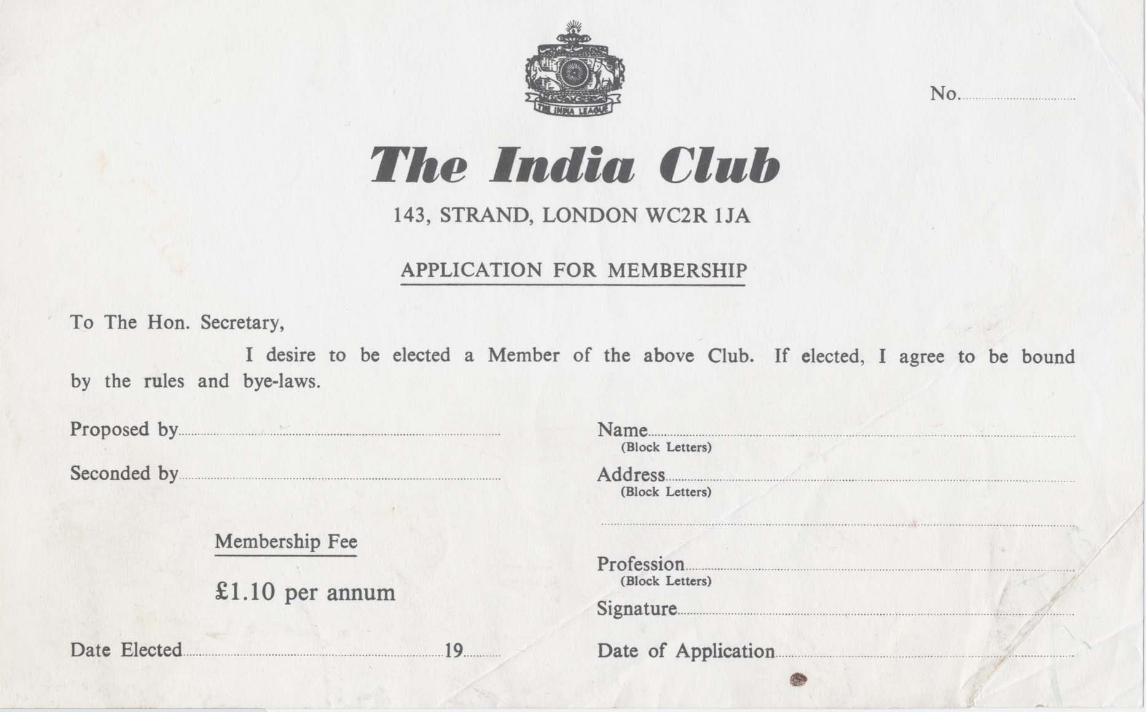 THE INDIA LEAGUE
No.
The India Club
143, STRAND, LONDON WC2R 1JA
APPLICATION FOR MEMBERSHIP
To The Hon. Secretary,
I desire to be elected a Member of the above Club. If elected, I agree to be bound
by the rules and bye-laws.
Proposed by
Seconded by
Membership Fee
£1.10 per annum
Date Elected 19
Name
(Block Letters)
Address
(Block Letters)
Profession
(Block Letters)
Signature
Date of Application